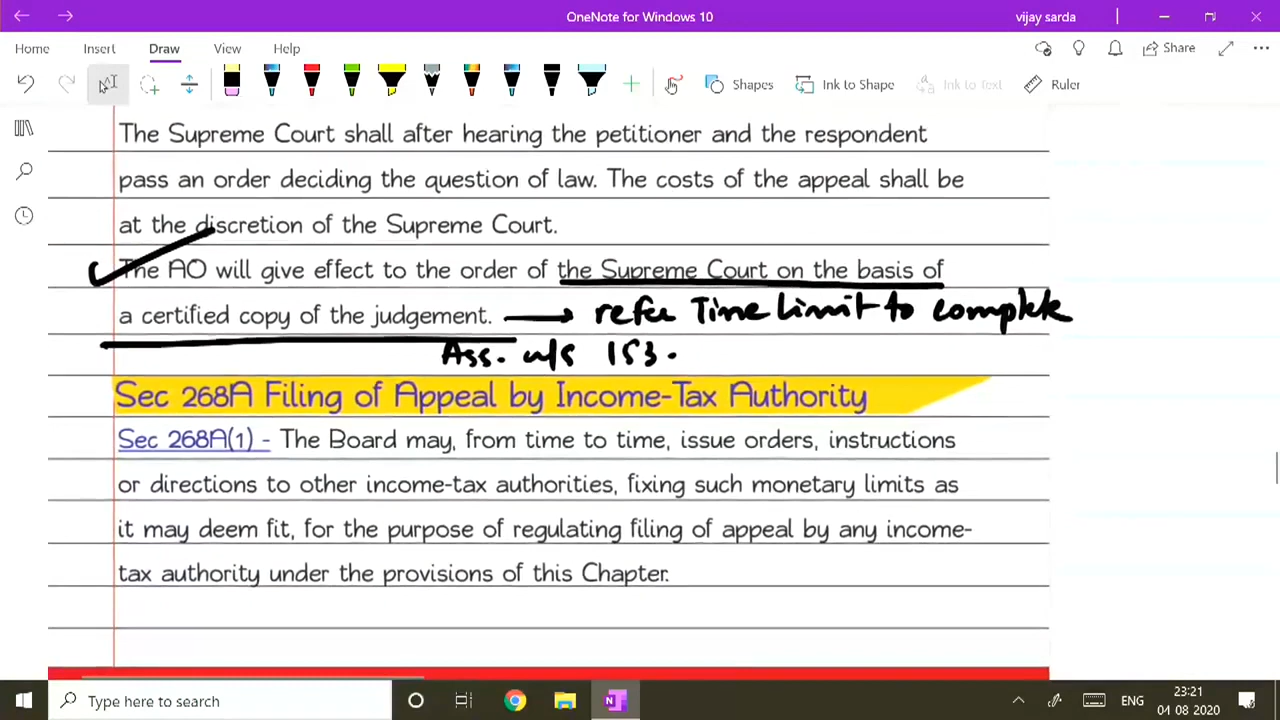 OneNote for Windows 10
vijay sarda
Home Insert Draw View Help
Share
Shapes Ink to Shape Ink to Text Ruler
The Supreme Court shall after hearing the petitioner and the respondent
pass an order deciding the question of law. The costs of the appeal shall be
at the discretion of the Supreme Court.
The AO will give effect to the order of the Supreme Court on the basis of
a certified copy of the judgement. → refer Time Limit to complete
Ass. u/s 153.
Sec 268A Filing of Appeal by Income-Tax Authority
Sec 268A(1) - The Board may, from time to time, issue orders, instructions
or directions to other income-tax authorities, fixing such monetary limits as
it may deem fit, for the purpose of regulating filing of appeal by any income-
tax authority under the provisions of this Chapter.
Type here to search
ENG
23:21
04-08-2020